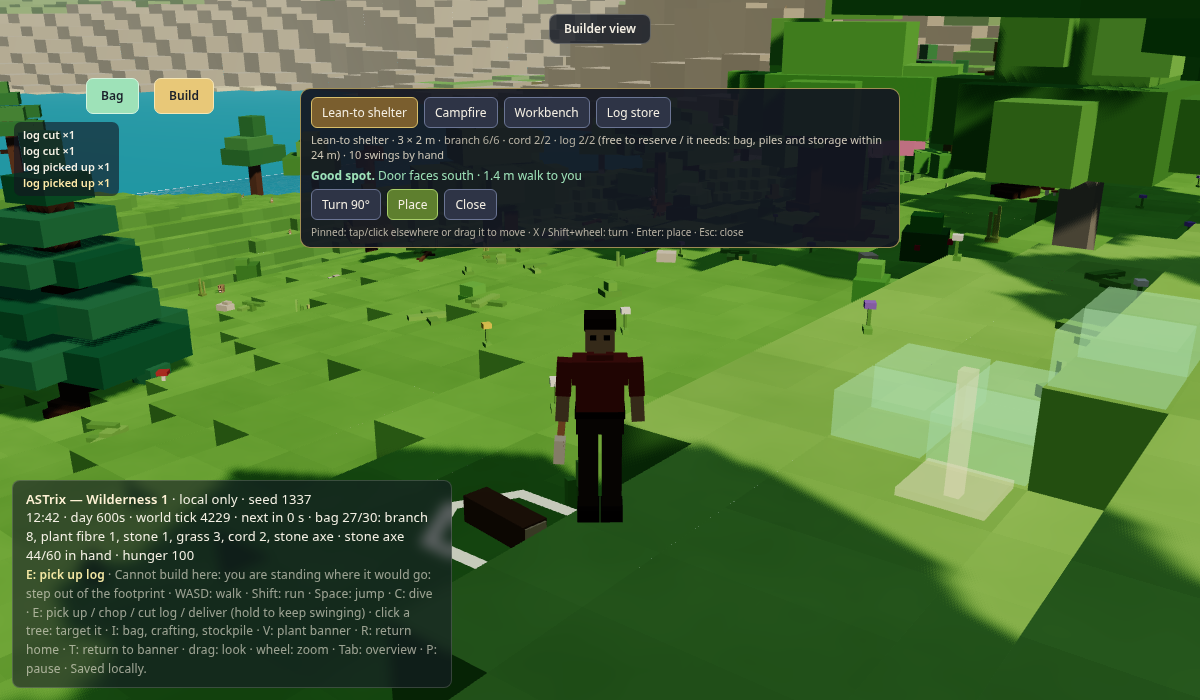 Builder view
Bag
Build
log cut ×1
log cut ×1
log picked up ×1
log picked up ×1
Lean-to shelter
Campfire
Workbench
Log store
Lean-to shelter · 3 × 2 m · branch 6/6 · cord 2/2 · log 2/2 (free to reserve / it needs: bag, piles and storage within
24 m) · 10 swings by hand
Good spot. Door faces south · 1.4 m walk to you
Turn 90°
Place
Close
Pinned: tap/click elsewhere or drag it to move · X / Shift+wheel: turn · Enter: place · Esc: close
ASTrix — Wilderness 1 · local only · seed 1337
12:42 · day 600s · world tick 4229 · next in 0 s · bag 27/30: branch
8, plant fibre 1, stone 1, grass 3, cord 2, stone axe · stone axe
44/60 in hand · hunger 100
E: pick up log · Cannot build here: you are standing where it would go:
step out of the footprint · WASD: walk · Shift: run · Space: jump · C: dive
· E: pick up / chop / cut log / deliver (hold to keep swinging) · click a
tree: target it · I: bag, crafting, stockpile · V: plant banner · R: return
home · T: return to banner · drag: look · wheel: zoom · Tab: overview · P:
pause · Saved locally.